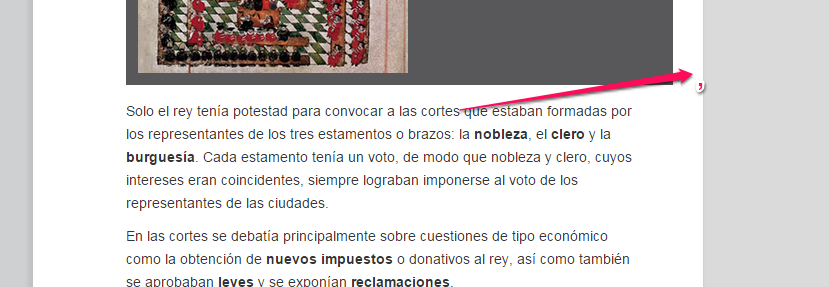 Solo el rey tenía potestad para convocar a las cortes que estaban formadas por
los representantes de los tres estamentos o brazos: la nobleza, el clero y la
burguesía. Cada estamento tenía un voto, de modo que nobleza y clero, cuyos
intereses eran coincidentes, siempre lograban imponerse al voto de los
representantes de las ciudades.
En las cortes se debatía principalmente sobre cuestiones de tipo económico
como la obtención de nuevos impuestos o donativos al rey, así como también
se aprobaban leyes y se exponían reclamaciones.
,